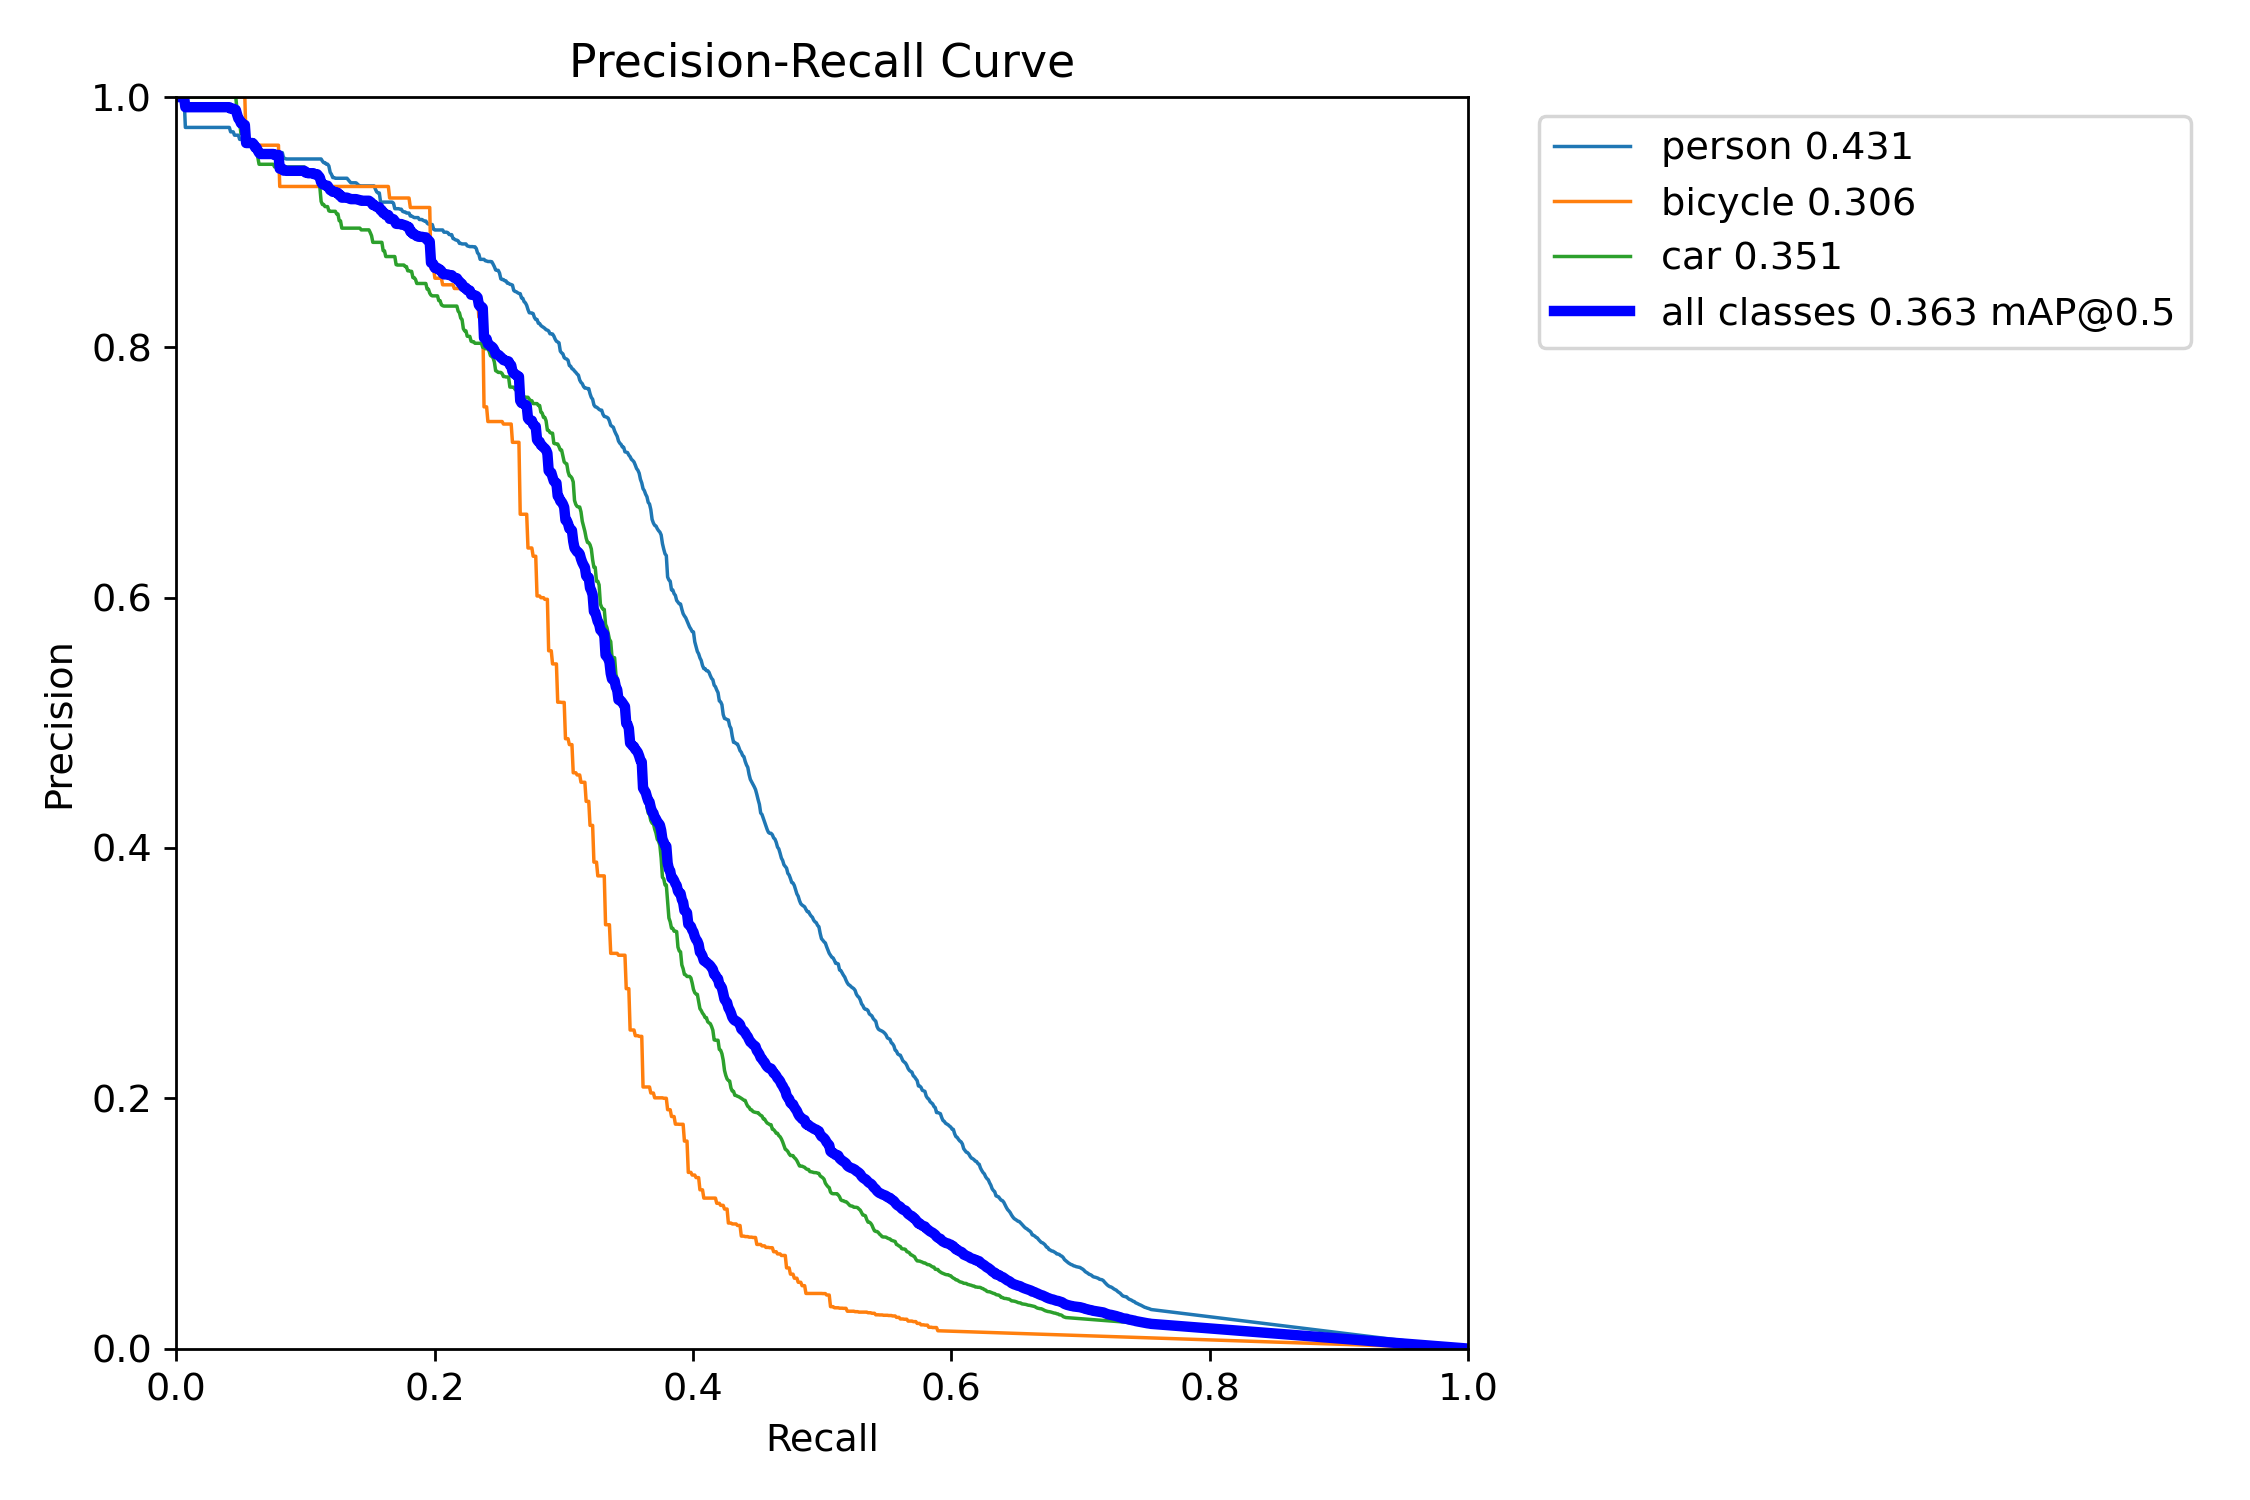 Precision-Recall Curve
person 0.431
bicycle 0.306
car 0.351
all classes 0.363 mAP@0.5
Precision
1.0
0.8
0.6
0.4
0.2
0.0
0.0 0.2 0.4 0.6 0.8 1.0
Recall